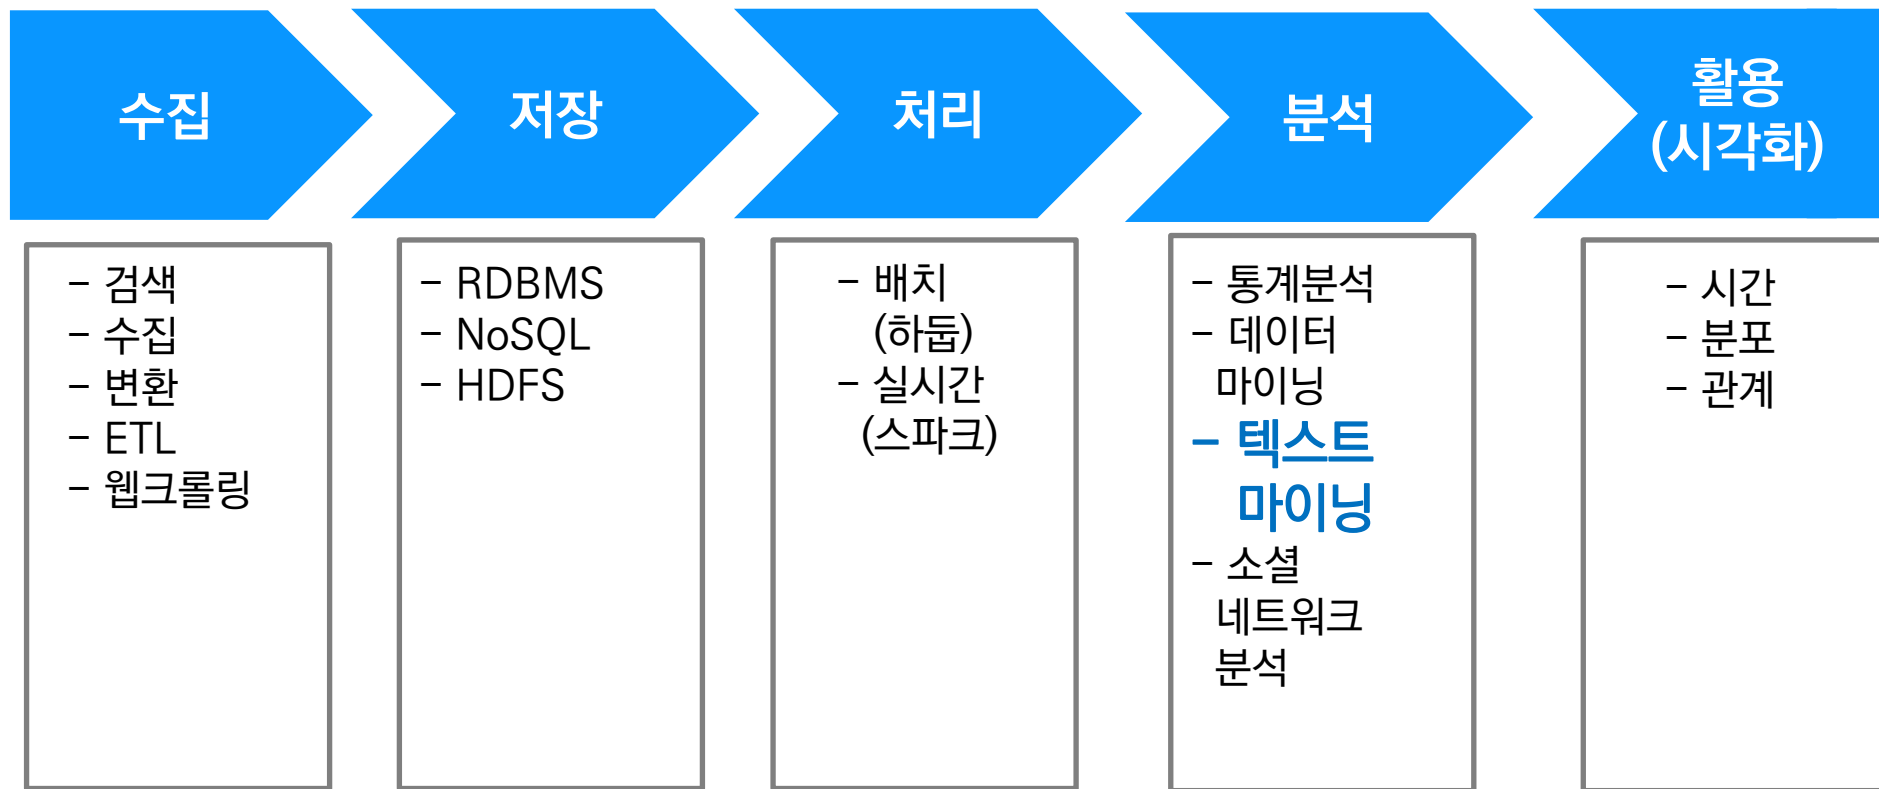 수집
저장
처리
분석
활용
(시각화)
- 검색
- 수집
- 변환
- ETL
- 웹크롤링
- RDBMS
- NoSQL
- HDFS
- 배치
(하둡)
- 실시간
(스파크)
- 통계분석
- 데이터
마이닝
- 텍스트
마이닝
- 소셜
네트워크
분석
- 시간
- 분포
- 관계